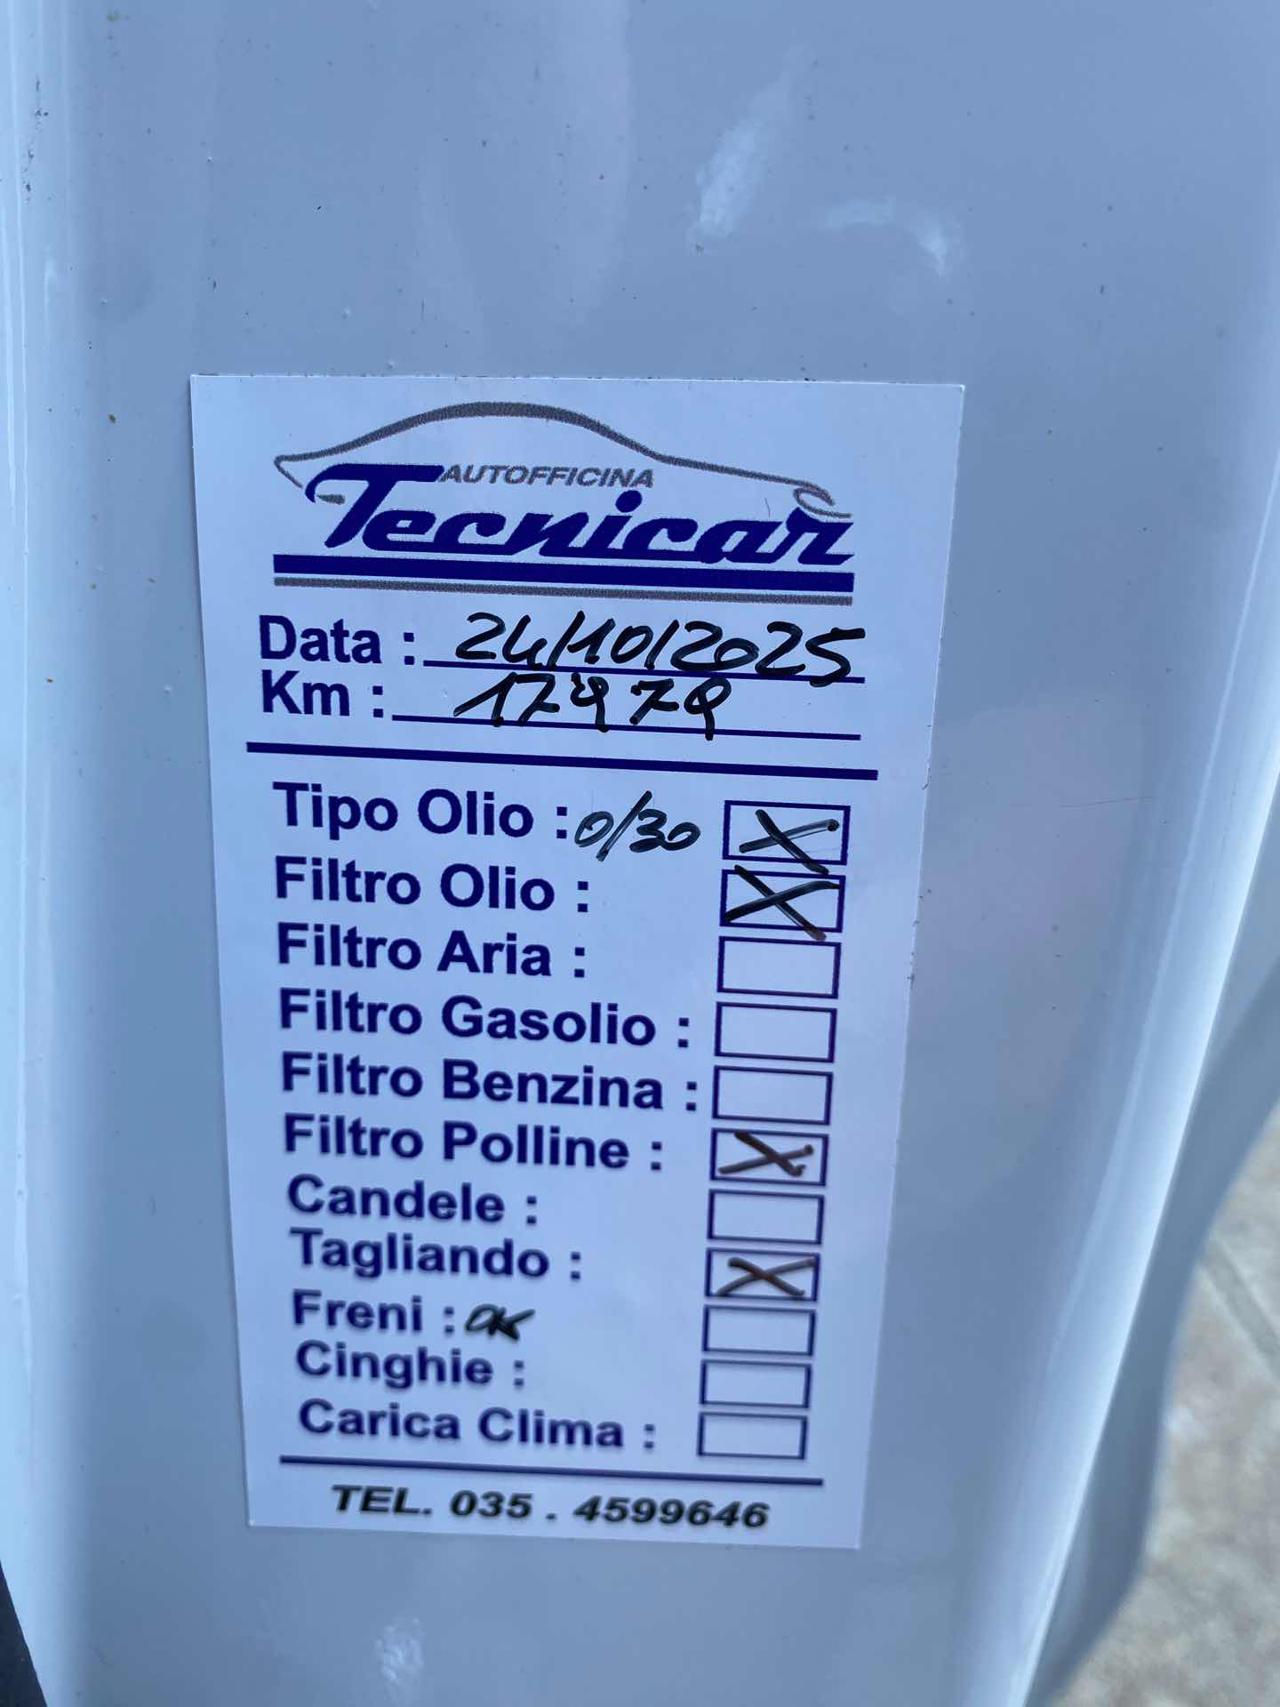 AUTOFFICINA
Tecnicar
Data : 24/10/2025
Km : 17979
Tipo Olio : 0/30 X
Filtro Olio : X
Filtro Aria :
Filtro Gasolio :
Filtro Benzina :
Filtro Polline : X
Candele :
Tagliando : X
Freni : OK
Cinghie :
Carica Clima :
TEL. 035 . 4599646